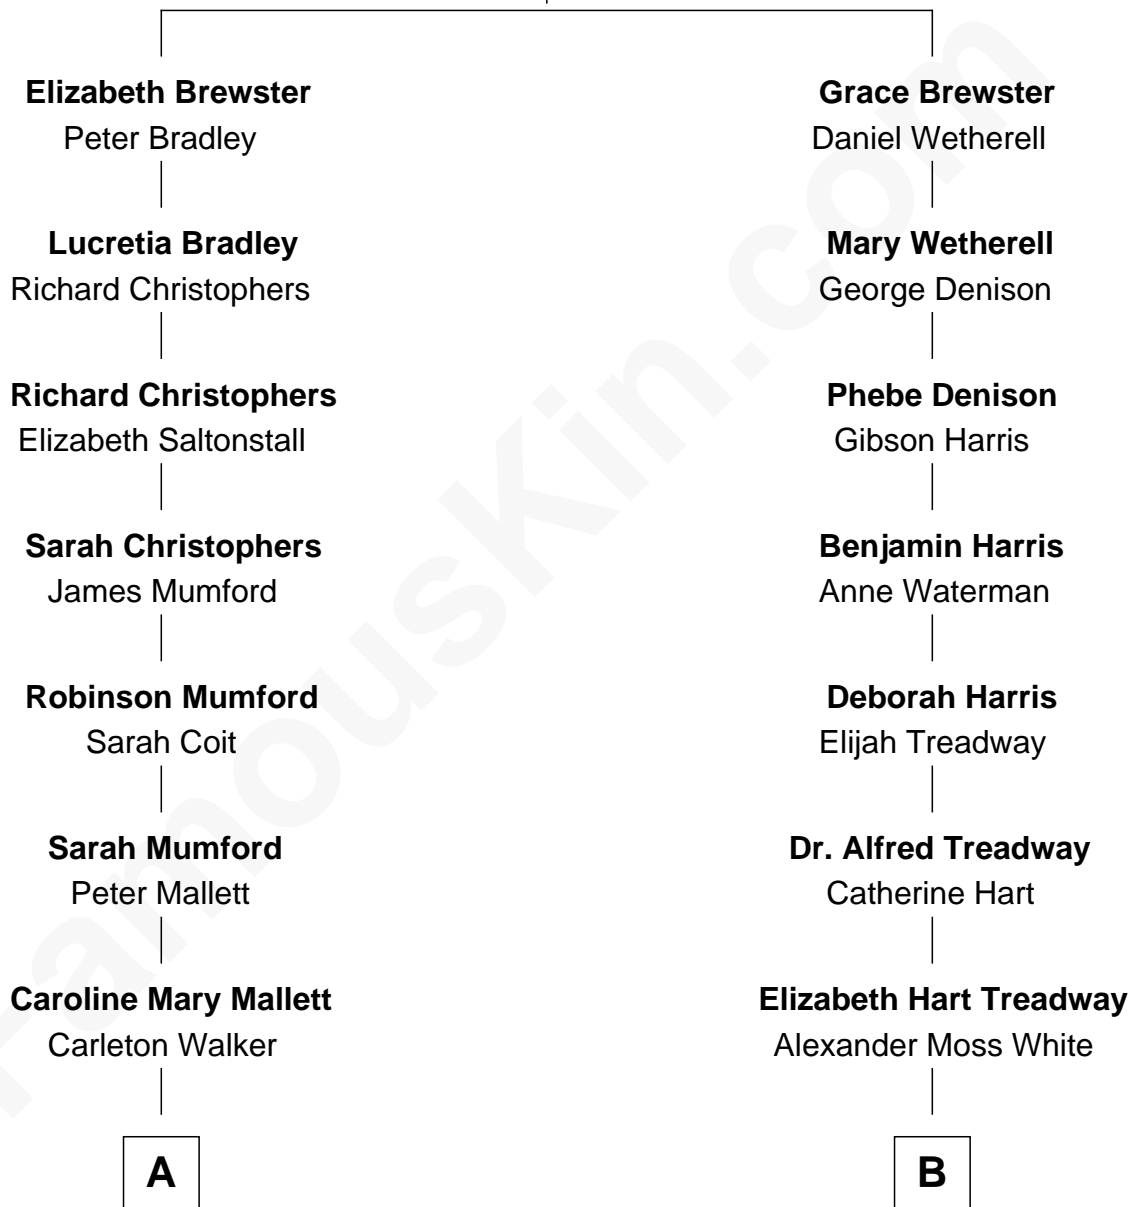 Elizabeth Brewster
Peter Bradley
Grace Brewster
Daniel Wetherell
Lucretia Bradley
Richard Christophers
Mary Wetherell
George Denison
Richard Christophers
Elizabeth Saltonstall
Phebe Denison
Gibson Harris
Sarah Christophers
James Mumford
Benjamin Harris
Anne Waterman
Robinson Mumford
Sarah Coit
Deborah Harris
Elijah Treadway
Sarah Mumford
Peter Mallett
Dr. Alfred Treadway
Catherine Hart
Caroline Mary Mallett
Carleton Walker
Elizabeth Hart Treadway
Alexander Moss White
A
B
FamousKin.com